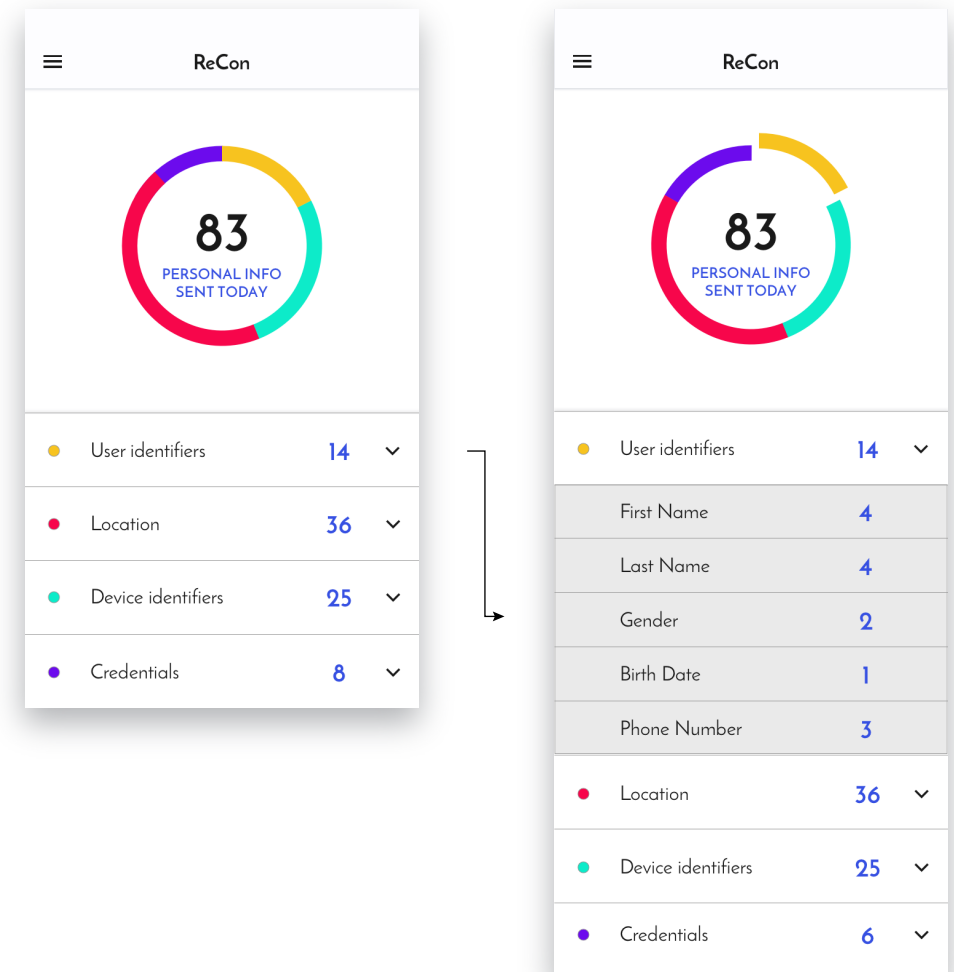 ReCon
83
PERSONAL INFO
SENT TODAY
User identifiers 14
Location 36
Device identifiers 25
Credentials 8
ReCon
83
PERSONAL INFO
SENT TODAY
User identifiers 14
First Name 4
Last Name 4
Gender 2
Birth Date 1
Phone Number 3
Location 36
Device identifiers 25
Credentials 6